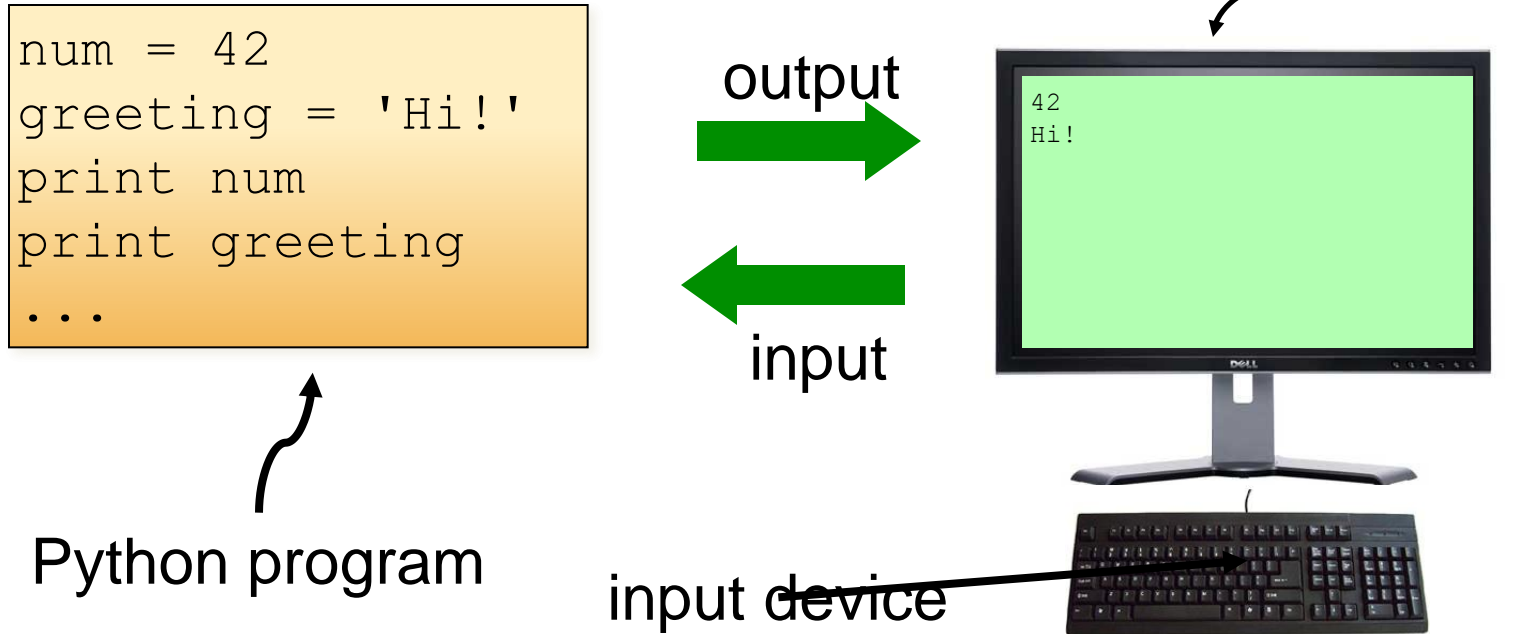 num = 42
greeting = 'Hi!'
print num
print greeting
...
output
input
42
Hi!
DELL
Python program
input device